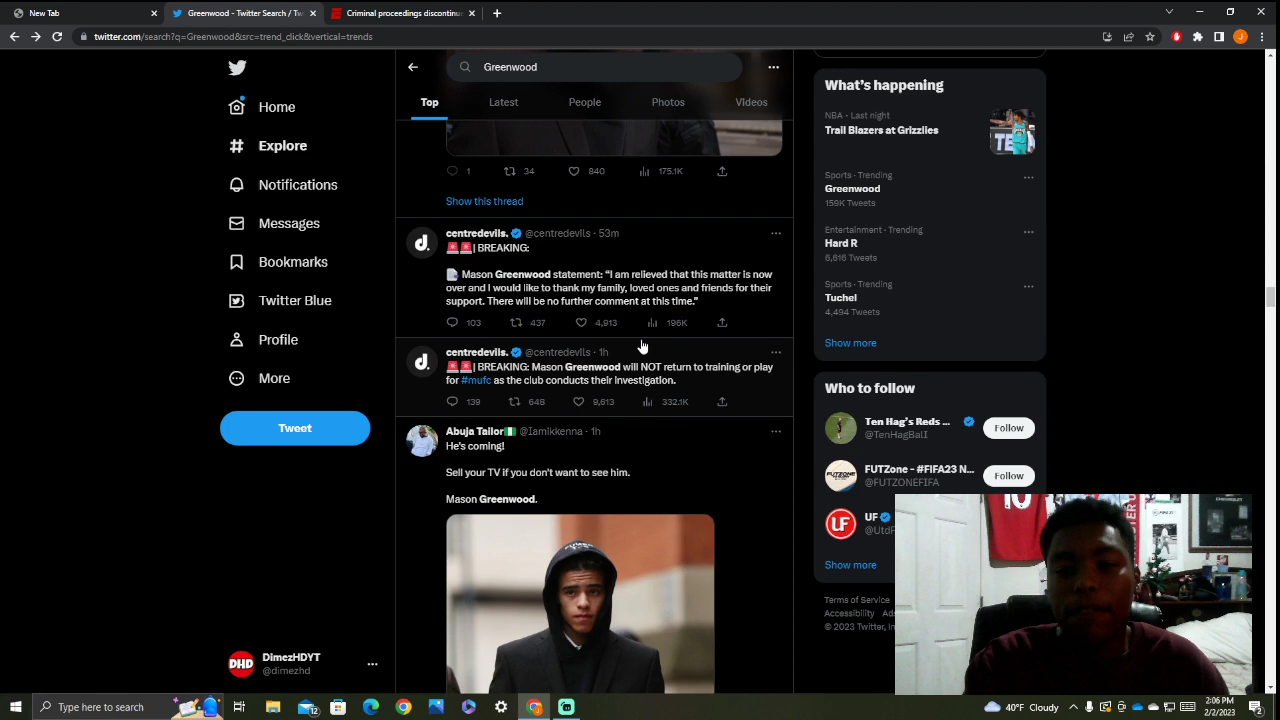 New Tab
Greenwood - Twitter Search / Tw
Criminal proceedings discontinu
twitter.com/search?q=Greenwood&src=trend_click&vertical=trends
Home
Explore
Notifications
Messages
Bookmarks
Twitter Blue
Profile
More
Tweet
DimezHDYT
@dimezhd
DHD
Greenwood
Top Latest People Photos Videos
1 34 840 175.1K
Show this thread
centredevils. @centredevils · 53m
| BREAKING:
Mason Greenwood statement: “I am relieved that this matter is now
over and I would like to thank my family, loved ones and friends for their
support. There will be no further comment at this time.”
103 437 4,913 196K
centredevils. @centredevils · 1h
| BREAKING: Mason Greenwood will NOT return to training or play
for #mufc as the club conducts their investigation.
139 648 9,613 332.1K
Abuja Tailor @Iamikkenna · 1h
He's coming!
Sell your TV if you don't want to see him.
Mason Greenwood.
What's happening
NBA · Last night
Trail Blazers at Grizzlies
Sports · Trending
Greenwood
159K Tweets
Entertainment · Trending
Hard R
6,616 Tweets
Sports · Trending
Tuchel
4,494 Tweets
Show more
Who to follow
Ten Hag's Reds ...
@TenHagBall
Follow
FUTZone - #FIFA23 N...
@FUTZONEFIFA
Follow
UF
@UtdF
Show more
Terms of Service
Accessibility Ad
© 2023 Twitter, In
Type here to search
40°F Cloudy
2:06 PM
2/2/2023